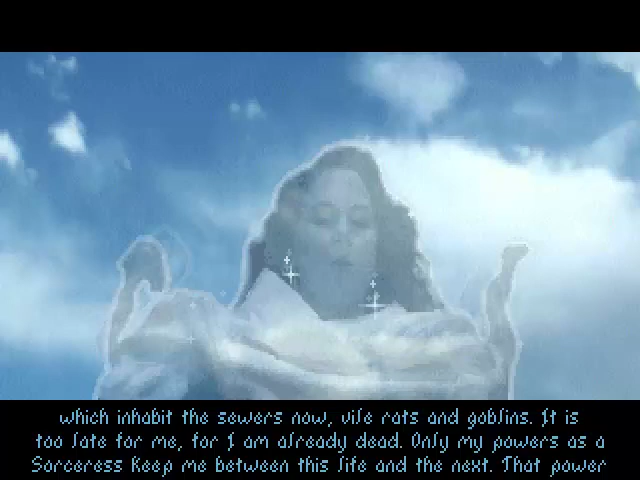 which inhabit the sewers now, vile rats and goblins. It is
too late for me, for I am already dead. Only my powers as a
Sorceress keep me between this life and the next. That power